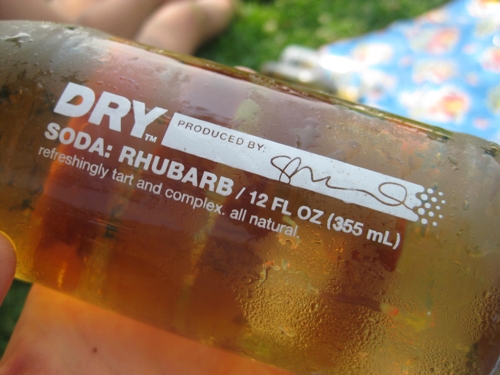 DRY™ PRODUCED BY:
SODA: RHUBARB / 12 FL OZ (355 mL)
refreshingly tart and complex. all natural